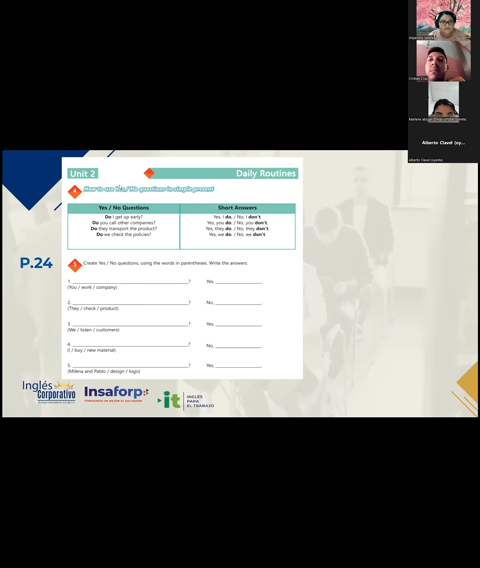 Unit 2
Daily Routines
4
How to use Yes / No questions in simple present
Yes / No Questions
Short Answers
Do I get up early?
Yes, I do. / No, I don't.
Do you call other companies?
Yes, you do. / No, you don't.
Do they transport the product?
Yes, they do. / No, they don't.
Do we check the policies?
Yes, we do. / No, we don't.
P.24
Create Yes / No questions, using the words in parentheses. Write the answers.
1. ? Yes,
(You / work / company)
2. ? No,
(They / check / product)
3. ? Yes,
(We / listen / customers)
4. ? No,
(I / buy / new material)
5. ? Yes,
(Milena and Pablo / design / logo)
Inglés
Corporativo
Insaforp
it
INGLÉS
PARA
EL TRABAJO
Alberto Clavel (oy...
Alberto Clavel (oyente)